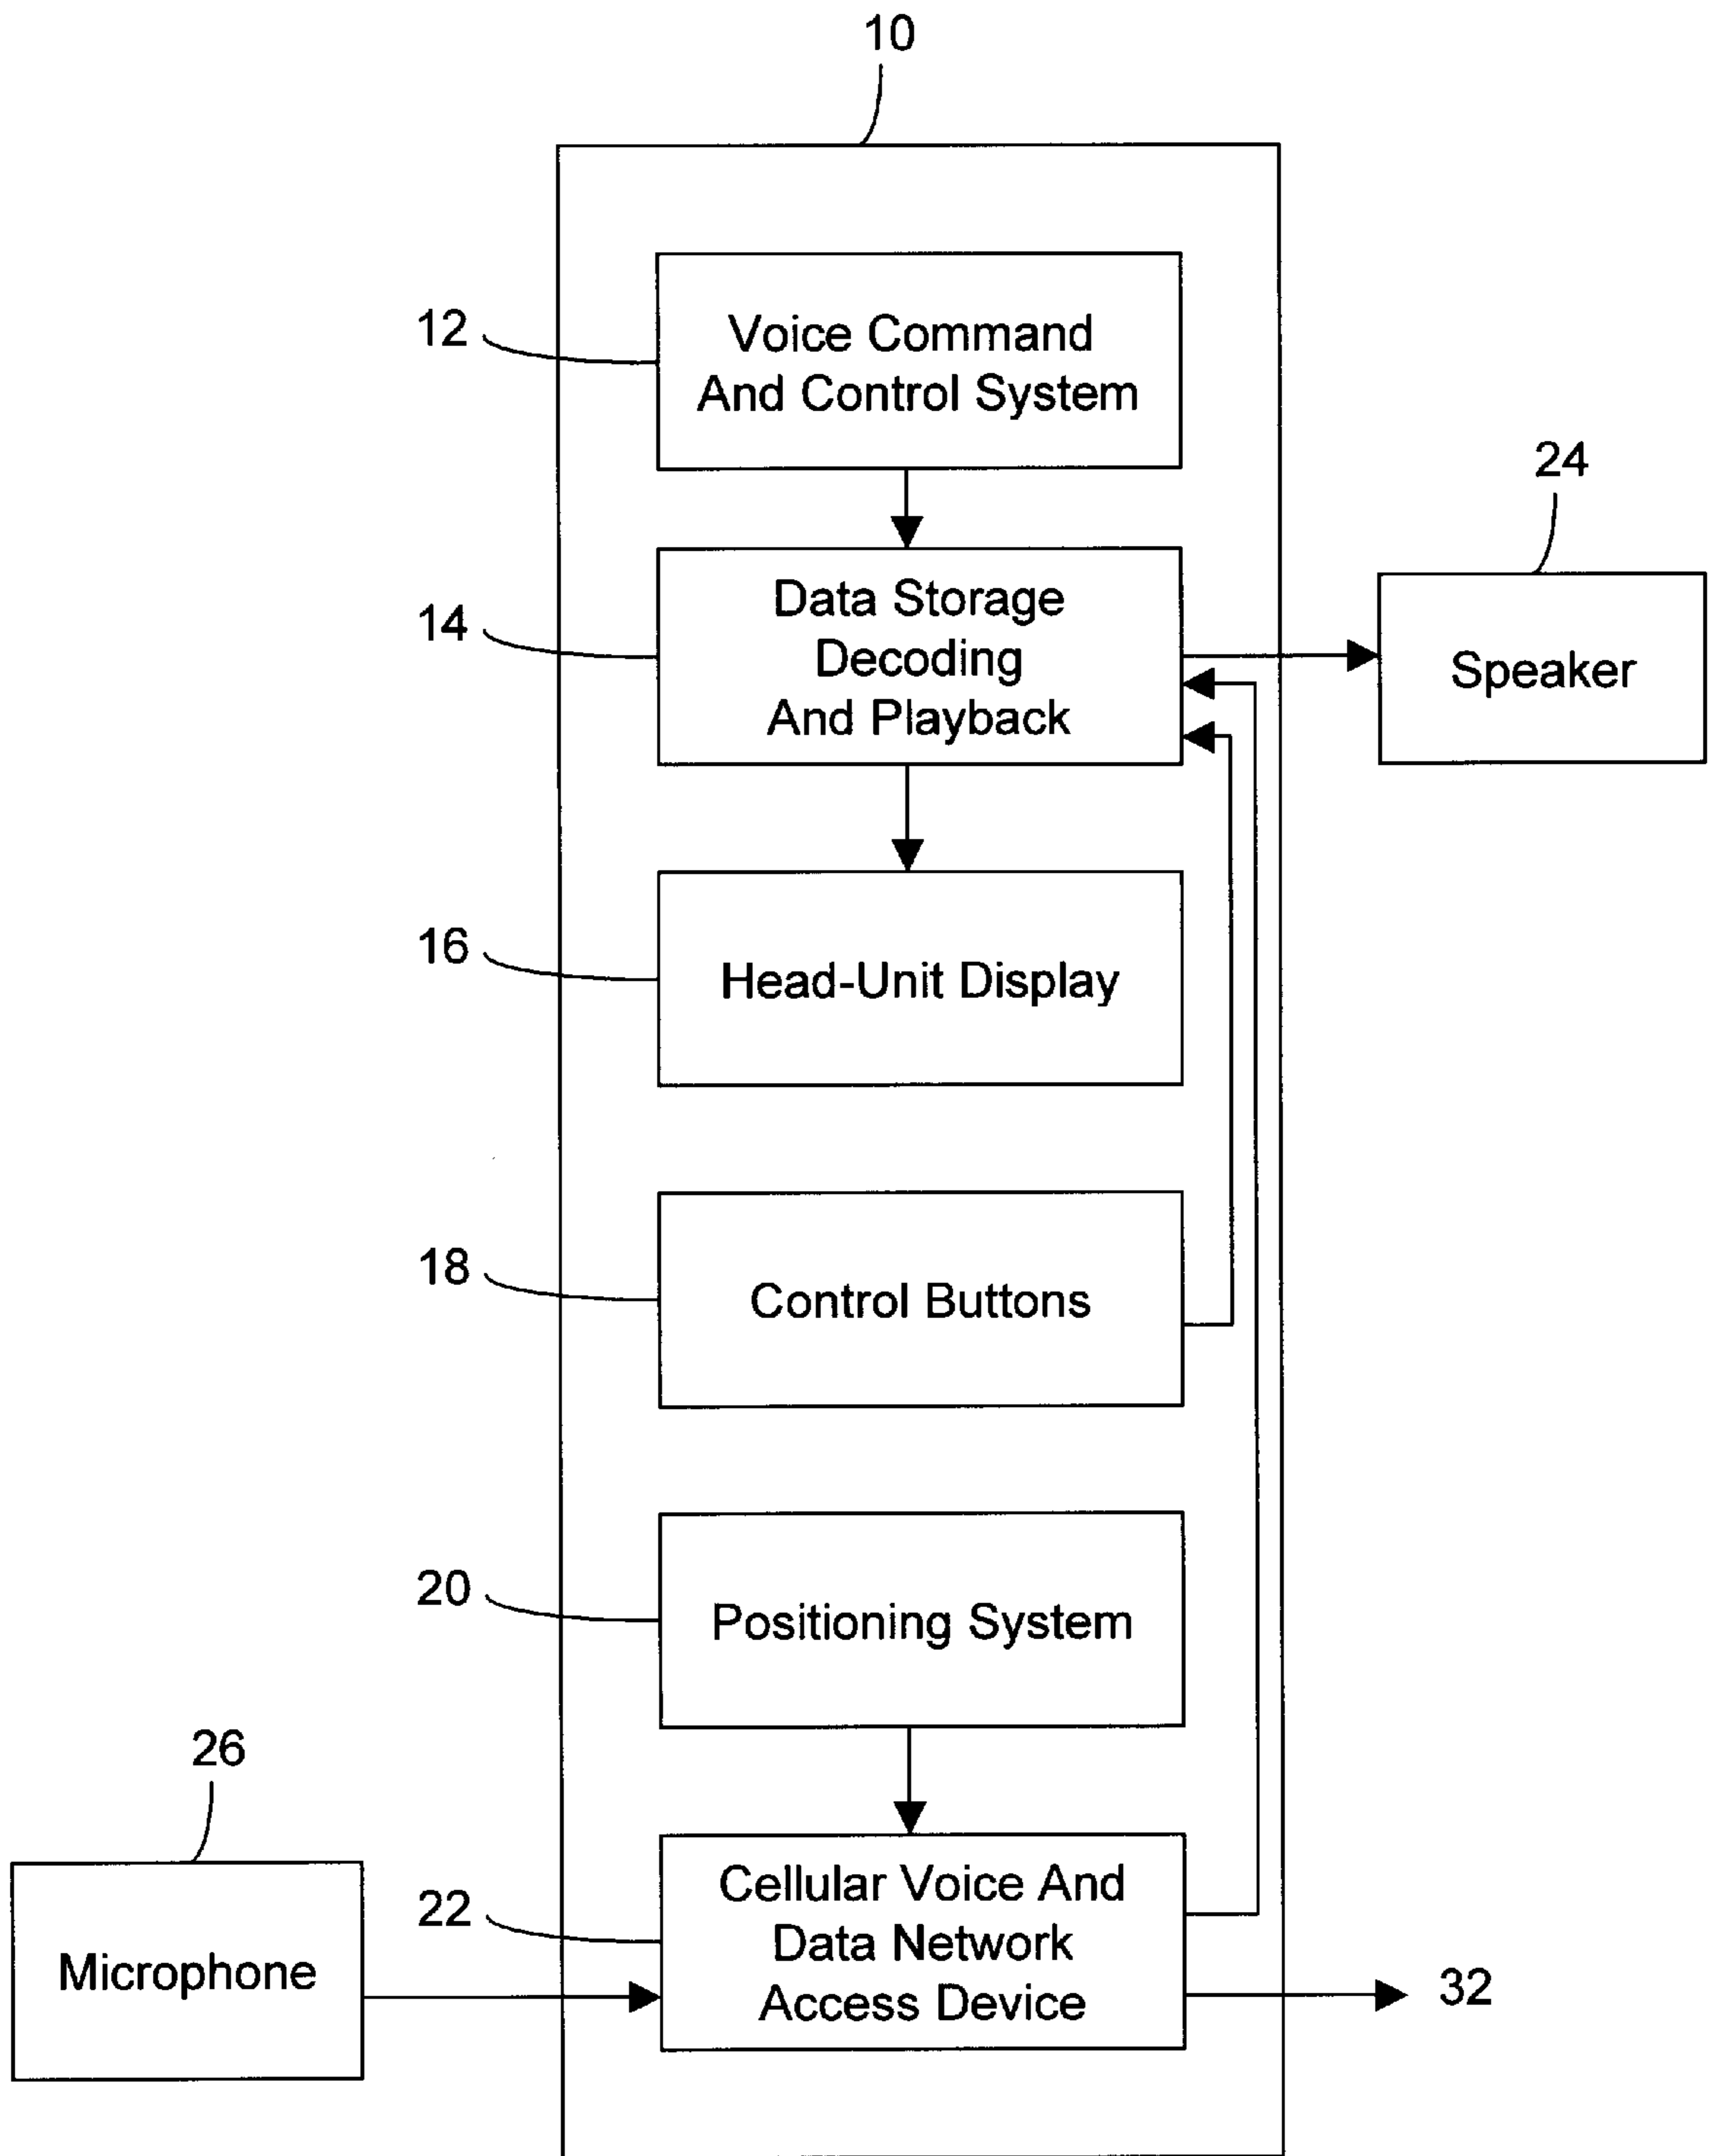 10
12
Voice Command
And Control System
24
14
Data Storage
Decoding
And Playback
Speaker
16
Head-Unit Display
18
Control Buttons
20
Positioning System
26
22
Cellular Voice And
Data Network
Access Device
Microphone
32